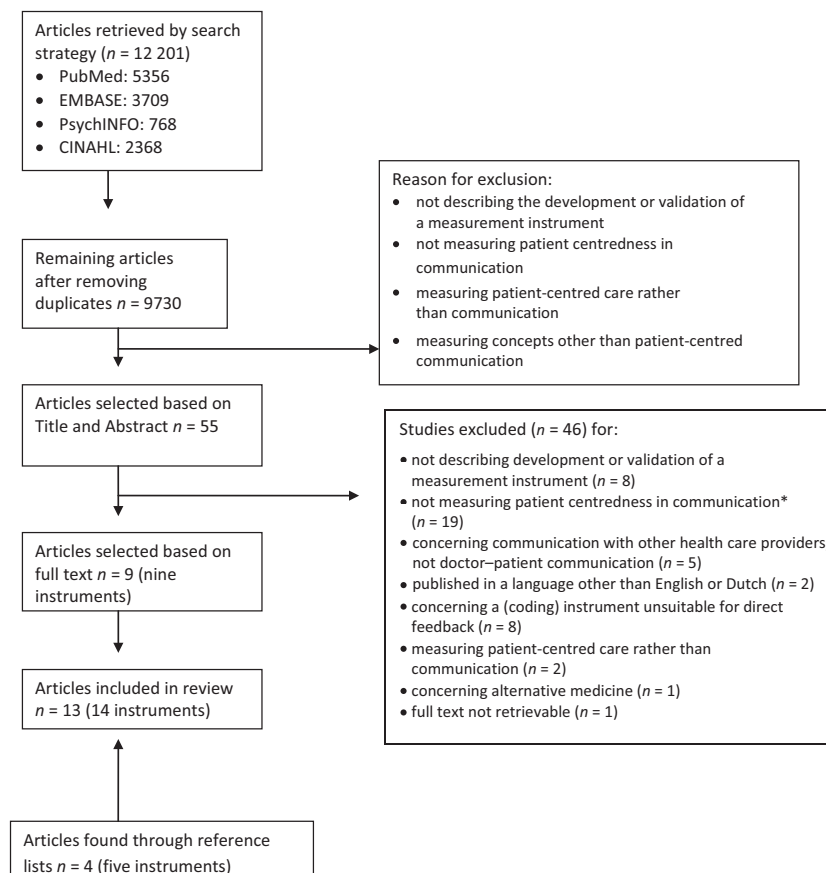 Articles retrieved by search
strategy (n = 12 201)
• PubMed: 5356
• EMBASE: 3709
• PsychINFO: 768
• CINAHL: 2368
Reason for exclusion:
• not describing the development or validation of
a measurement instrument
• not measuring patient centredness in
communication
• measuring patient-centred care rather
than communication
• measuring concepts other than patient-centred
communication
Remaining articles
after removing
duplicates n = 9730
Articles selected based on
Title and Abstract n = 55
Studies excluded (n = 46) for:
• not describing development or validation of a
measurement instrument (n = 8)
• not measuring patient centredness in communication*
(n = 19)
• concerning communication with other health care providers,
not doctor–patient communication (n = 5)
• published in a language other than English or Dutch (n = 2)
• concerning a (coding) instrument unsuitable for direct
feedback (n = 8)
• measuring patient-centred care rather than
communication (n = 2)
• concerning alternative medicine (n = 1)
• full text not retrievable (n = 1)
Articles selected based on
full text n = 9 (nine
instruments)
Articles included in review
n = 13 (14 instruments)
Articles found through reference
lists n = 4 (five instruments)